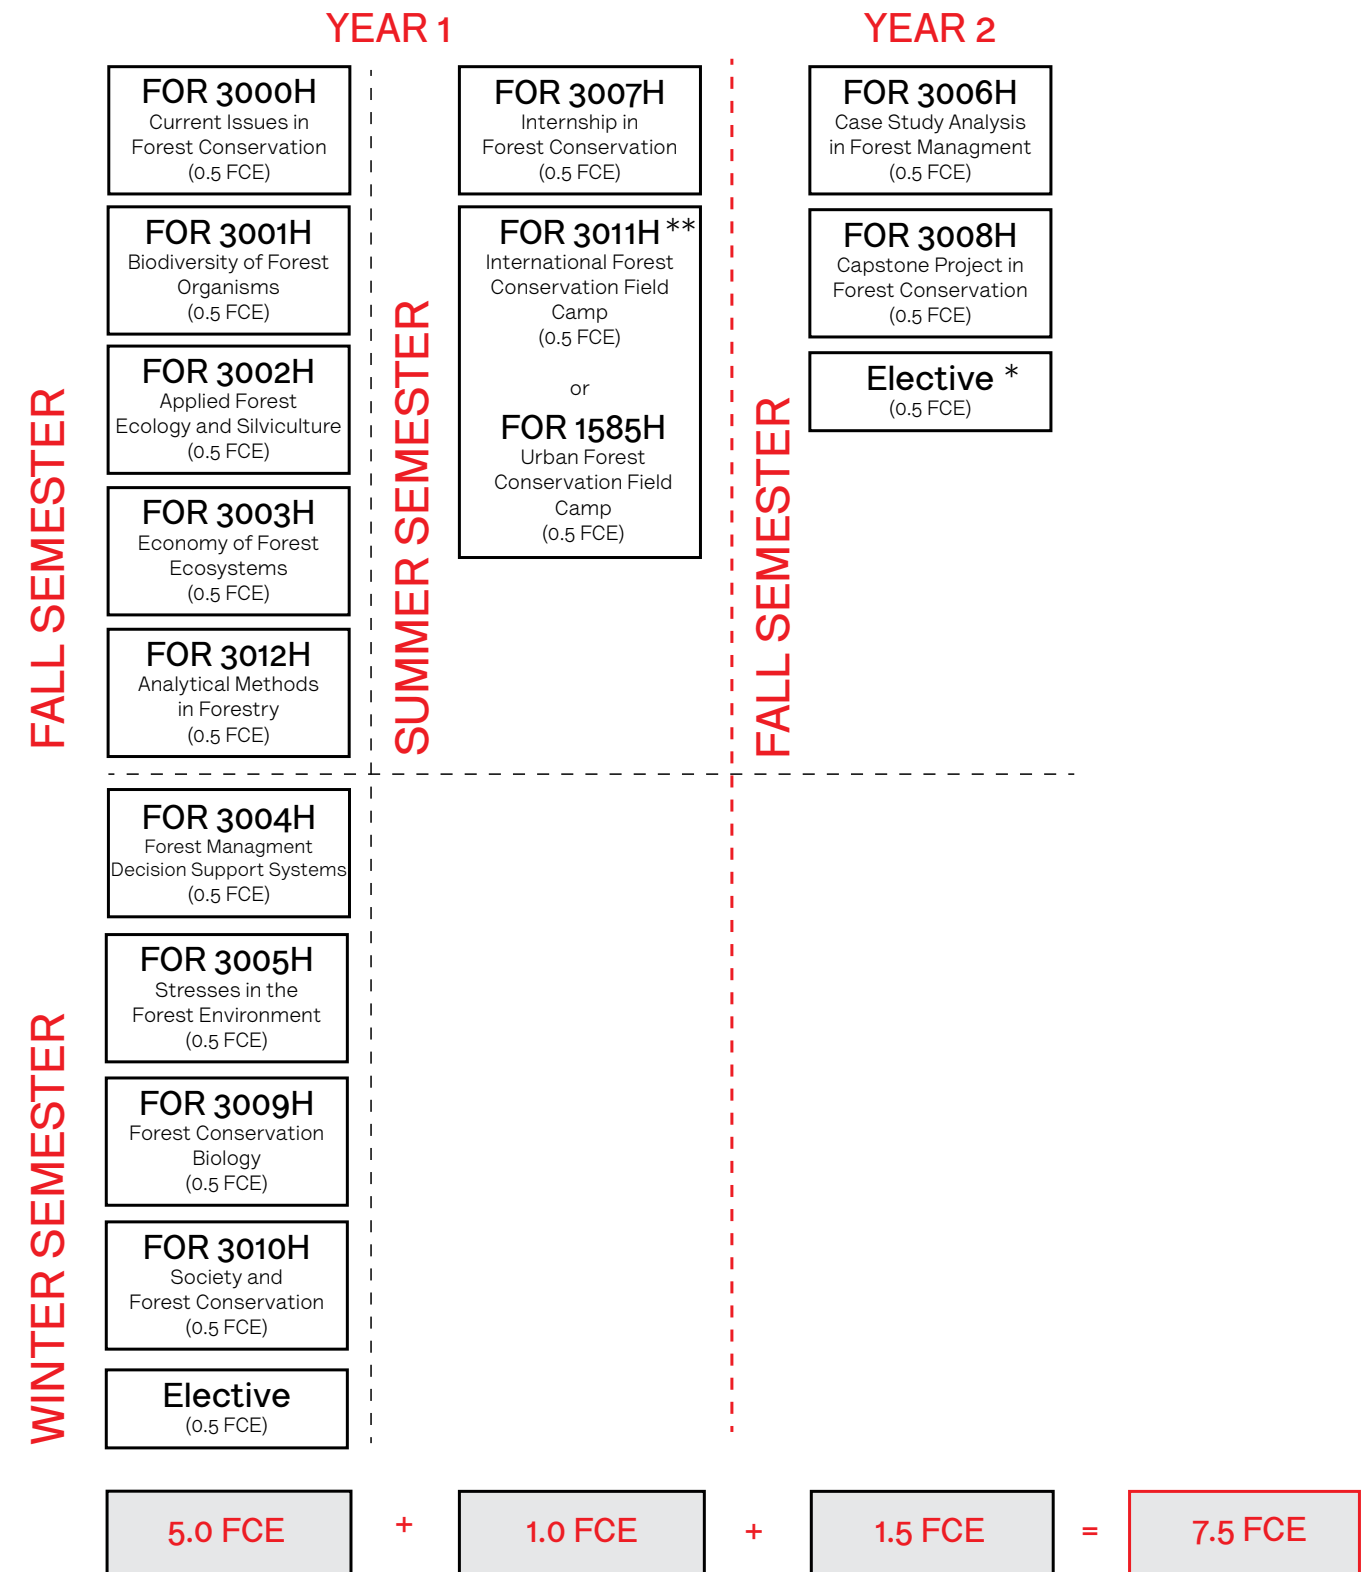 YEAR 1
YEAR 2
FALL SEMESTER
FOR 3000H
Current Issues in
Forest Conservation
(0.5 FCE)
FOR 3001H
Biodiversity of Forest
Organisms
(0.5 FCE)
FOR 3002H
Applied Forest
Ecology and Silviculture
(0.5 FCE)
FOR 3003H
Economy of Forest
Ecosystems
(0.5 FCE)
FOR 3012H
Analytical Methods
in Forestry
(0.5 FCE)
WINTER SEMESTER
FOR 3004H
Forest Managment
Decision Support Systems
(0.5 FCE)
FOR 3005H
Stresses in the
Forest Environment
(0.5 FCE)
FOR 3009H
Forest Conservation
Biology
(0.5 FCE)
FOR 3010H
Society and
Forest Conservation
(0.5 FCE)
Elective
(0.5 FCE)
SUMMER SEMESTER
FOR 3007H
Internship in
Forest Conservation
(0.5 FCE)
FOR 3011H **
International Forest
Conservation Field
Camp
(0.5 FCE)
or
FOR 1585H
Urban Forest
Conservation Field
Camp
(0.5 FCE)
FALL SEMESTER
FOR 3006H
Case Study Analysis
in Forest Managment
(0.5 FCE)
FOR 3008H
Capstone Project in
Forest Conservation
(0.5 FCE)
Elective *
(0.5 FCE)
5.0 FCE + 1.0 FCE + 1.5 FCE = 7.5 FCE